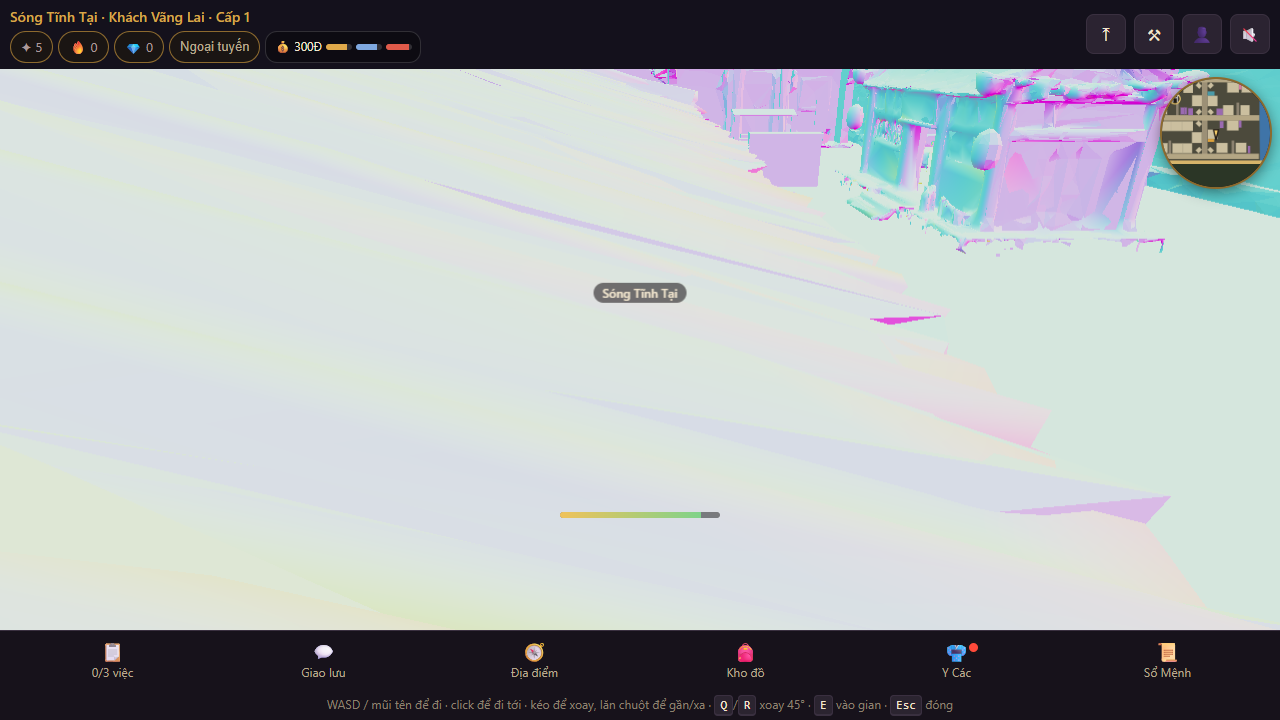 Sóng Tĩnh Tại · Khách Vãng Lai · Cấp 1
5
0
0
Ngoại tuyến
300Đ
Sóng Tĩnh Tại
0/3 việc
Giao lưu
Địa điểm
Kho đồ
Y Các
Sổ Mệnh
WASD / mũi tên để đi · click để đi tới · kéo để xoay, lăn chuột để gần/xa · Q / R xoay 45° · E vào gian · Esc đóng